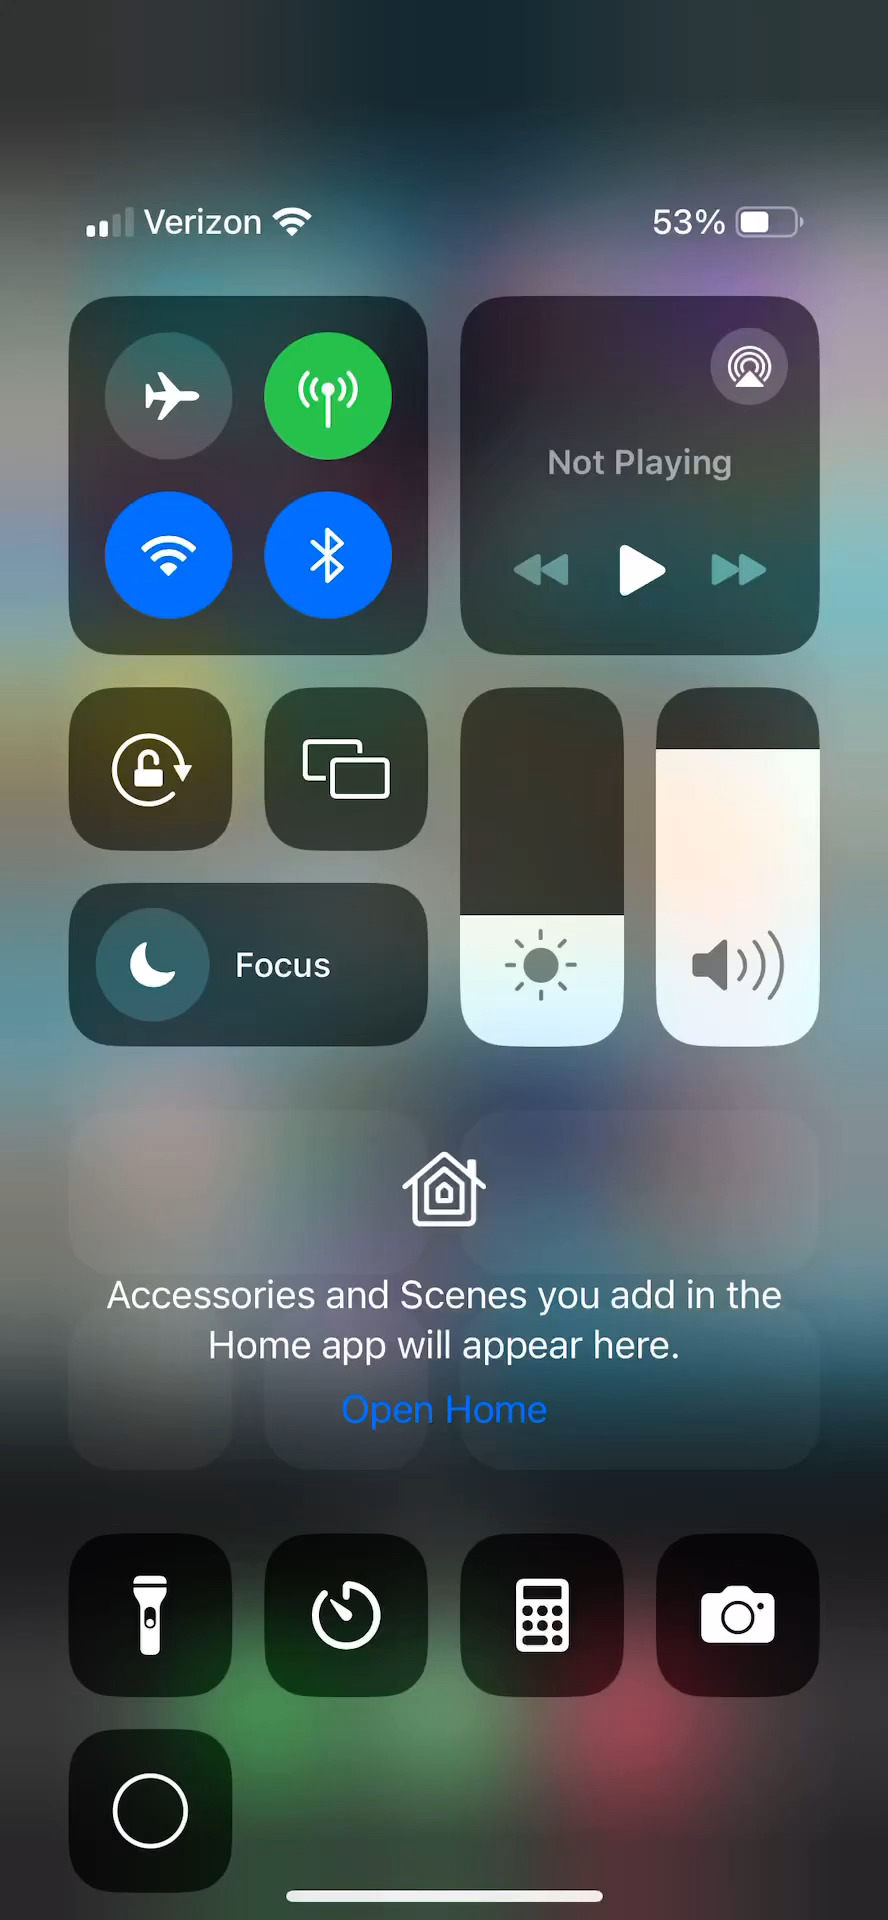 Verizon 53%
Not Playing
Focus
Accessories and Scenes you add in the
Home app will appear here.
Open Home